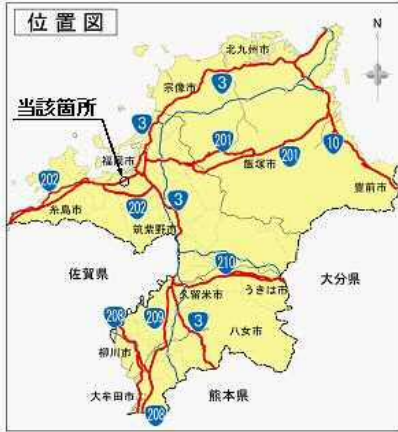 位置図
N
北九州市
宗像市
3
当該箇所
3
201
201
10
福岡市
飯塚市
202
豊前市
糸島市
202
3
筑紫野市
佐賀県
210
大分県
久留米市
うきは市
208
209
3
八女市
柳川市
大牟田市
熊本県
208